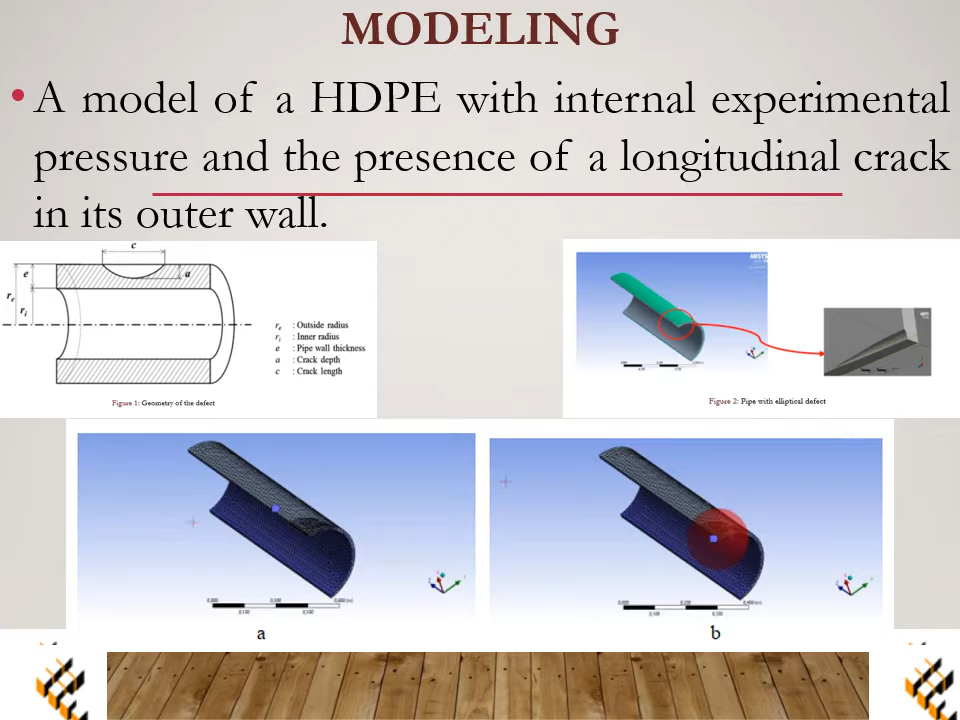 MODELING
• A model of a HDPE with internal experimental
pressure and the presence of a longitudinal crack
in its outer wall.
c
e
a
re
ri
re : Outside radius
ri : Inner radius
e : Pipe wall thickness
a : Crack depth
c : Crack length
Figure 1: Geometry of the defect
ANSYS
Figure 2: Pipe with elliptical defect
a
b